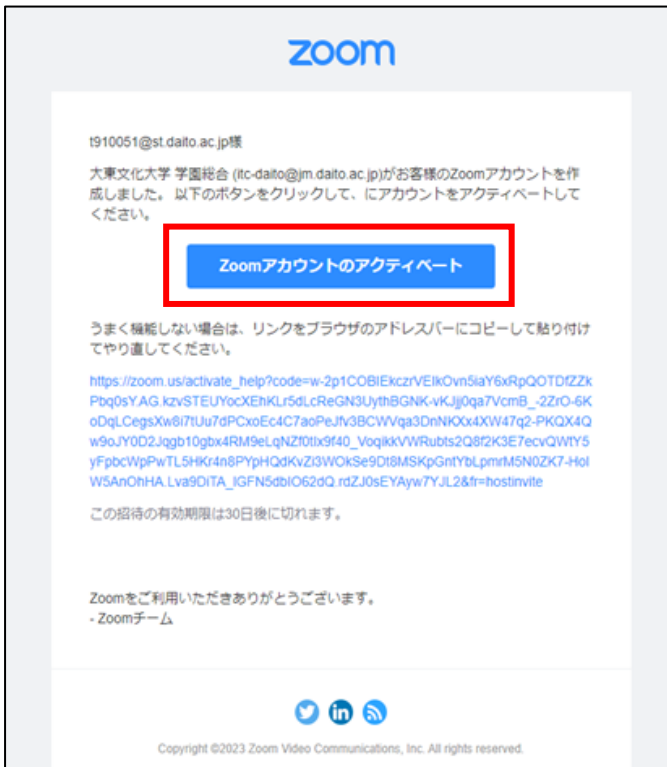 zoom
t910051@st.daito.ac.jp様
大東文化大学 学園総合 (itc-daito@jm.daito.ac.jp)がお客様のZoomアカウントを作
成しました。 以下のボタンをクリックして、にアカウントをアクティベートして
ください。
Zoomアカウントのアクティベート
うまく機能しない場合は、リンクをブラウザのアドレスバーにコピーして貼り付け
てやり直してください。
https://zoom.us/activate_help?code=w-2p1COBIEkczrVEIkOvn5iaY6xRpQOTDfZZk
Pbq0sY.AG.kzvSTEUYocXEhKLr5dLcReGN3UythBGNK-vKJjj0qa7VcmB_-2ZrO-6K
oDqLCegsXw6i7tUu7dPCxoEc4C7aoPeJfv3BCWVqa3DnNKXx4XW47q2-PKQX4Q
w9oJY0D2Jqgb10gbx4RM9eLqNZf0tIx9f40_VoqikkVWRubts2Q8f2K3E7ecvQWtY5
yFpbcWpPwTL5HKr4n8PYpHQdKvZi3WOkSe9Dt8MSKpGntYbLpmrM5N0ZK7-HoI
W5AnOhHA.Lva9DiTA_IGFN5dbIO62dQ.rdZJ0sEYAyw7YJL2&fr=hostinvite
この招待の有効期限は30日後に切れます。
Zoomをご利用いただきありがとうございます。
- Zoomチーム
in
Copyright ©2023 Zoom Video Communications, Inc. All rights reserved.